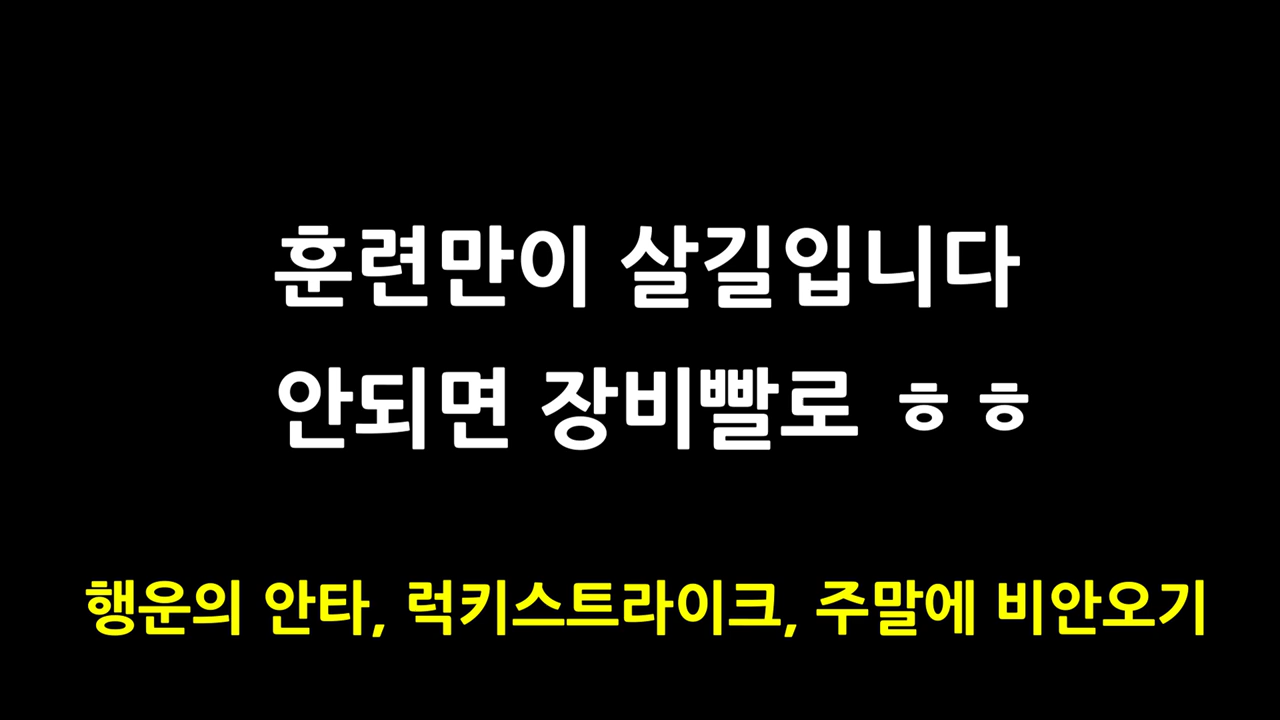 훈련만이 살길입니다
안되면 장비빨로 ㅎㅎ
행운의 안타, 럭키스트라이크, 주말에 비안오기